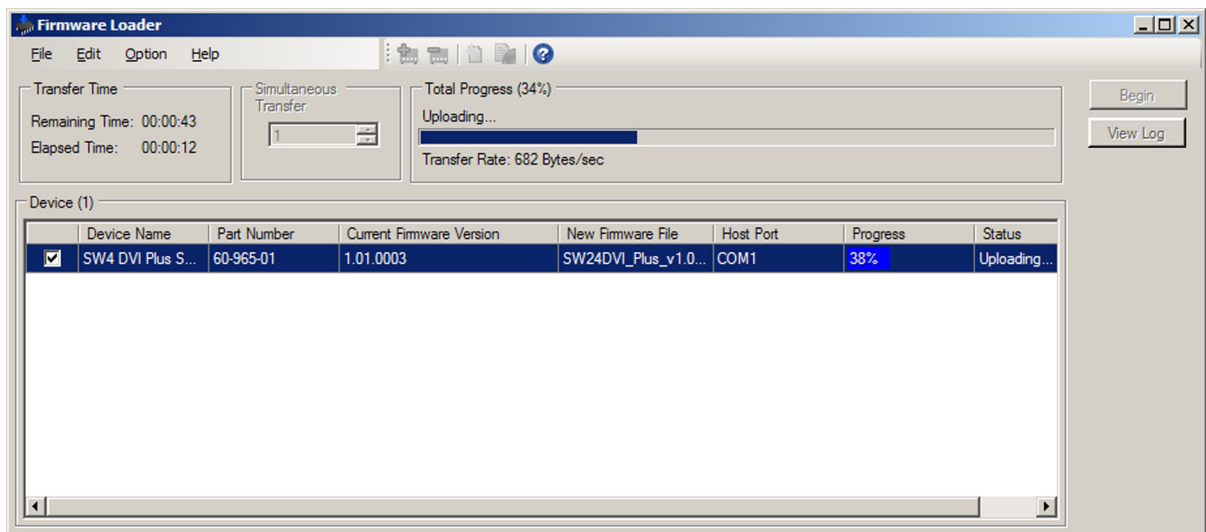 Firmware Loader
File Edit Option Help
Transfer Time
Remaining Time: 00:00:43
Elapsed Time: 00:00:12
Simultaneous
Transfer
1
Total Progress (34%)
Uploading...
Transfer Rate: 682 Bytes/sec
Begin
View Log
Device (1)
Device Name Part Number Current Firmware Version New Firmware File Host Port Progress Status
SW4 DVI Plus S... 60-965-01 1.01.0003 SW24DVI_Plus_v1.0... COM1 38% Uploading...